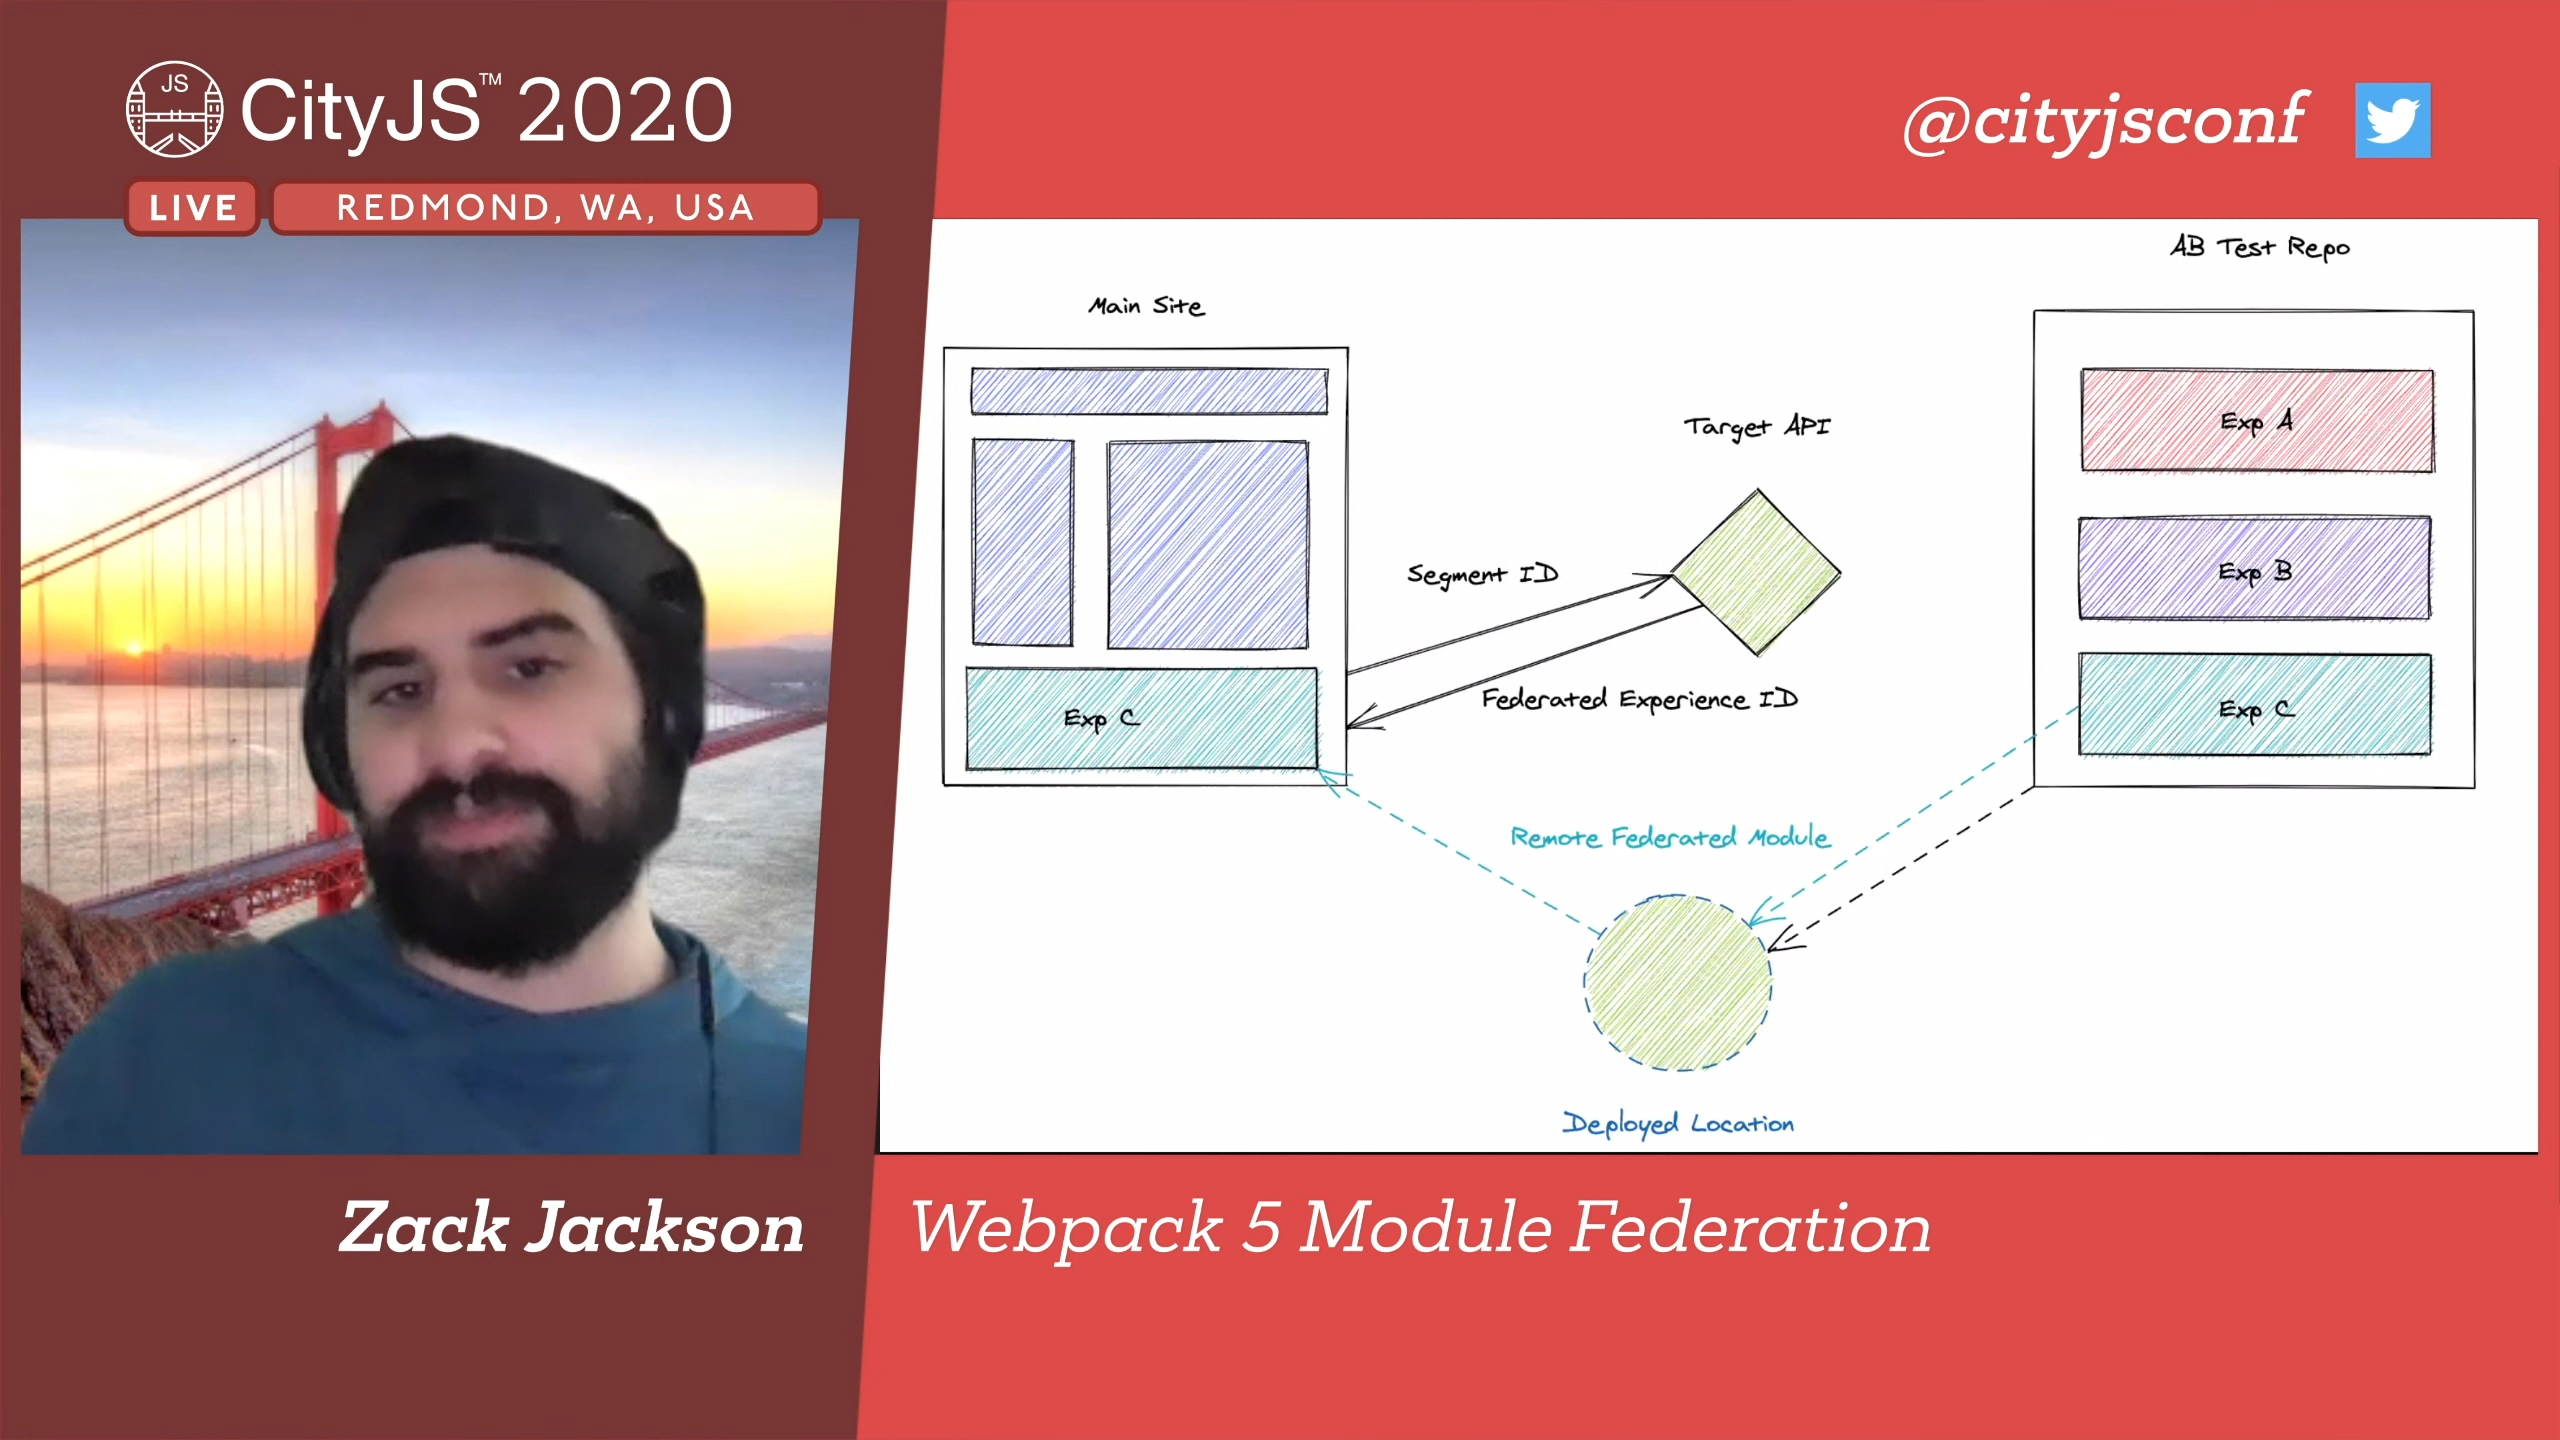 JS
CityJS™ 2020
@cityjsconf
LIVE
REDMOND, WA, USA
AB Test Repo
Main Site
Exp A
Target API
Exp B
Segment ID
Federated Experience ID
Exp C
Exp C
Remote Federated Module
Deployed Location
Zack Jackson
Webpack 5 Module Federation